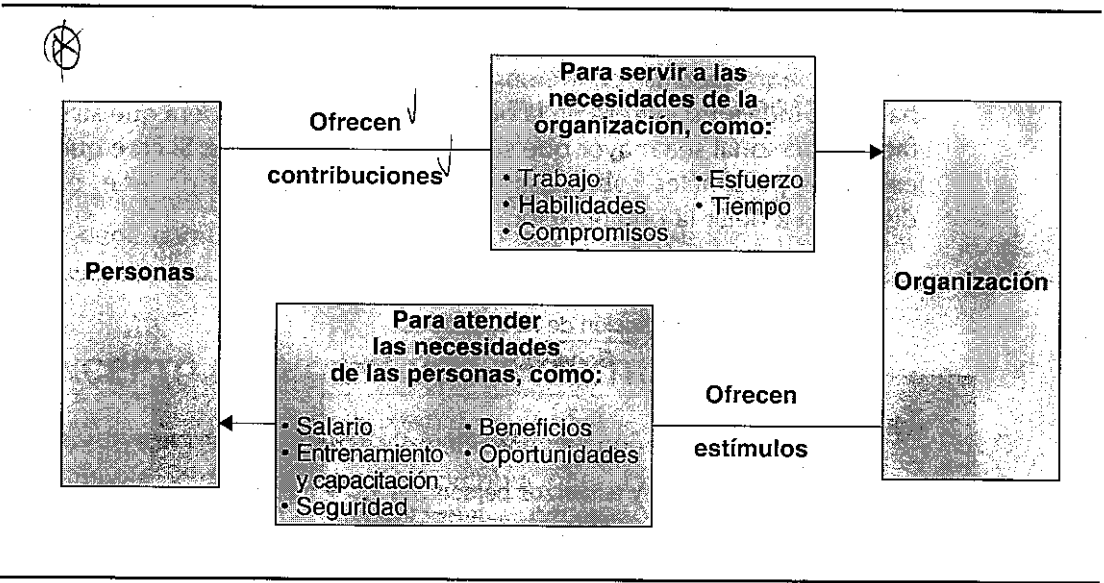 Para servir a las
necesidades de la
organización, como:
• Trabajo
• Habilidades
• Compromisos
• Esfuerzo
• Tiempo
Ofrecen
contribuciones
Personas
Organización
Para atender
las necesidades
de las personas, como:
• Salario
• Entrenamiento
y capacitación
• Seguridad
• Beneficios
• Oportunidades
Ofrecen
estímulos